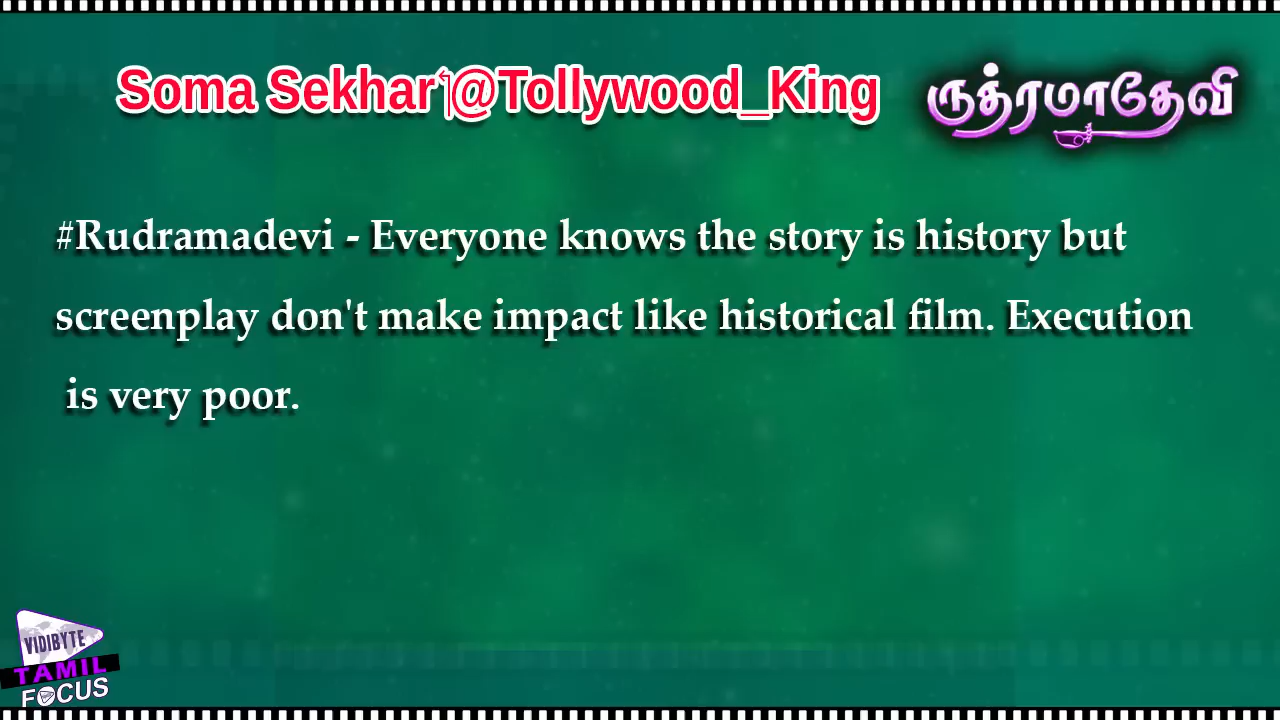 Soma Sekhar @Tollywood_King
ருத்ரமாதேவி
#Rudramadevi - Everyone knows the story is history but
screenplay don't make impact like historical film. Execution
is very poor.
VIDIBYTE
TAMIL
FOCUS